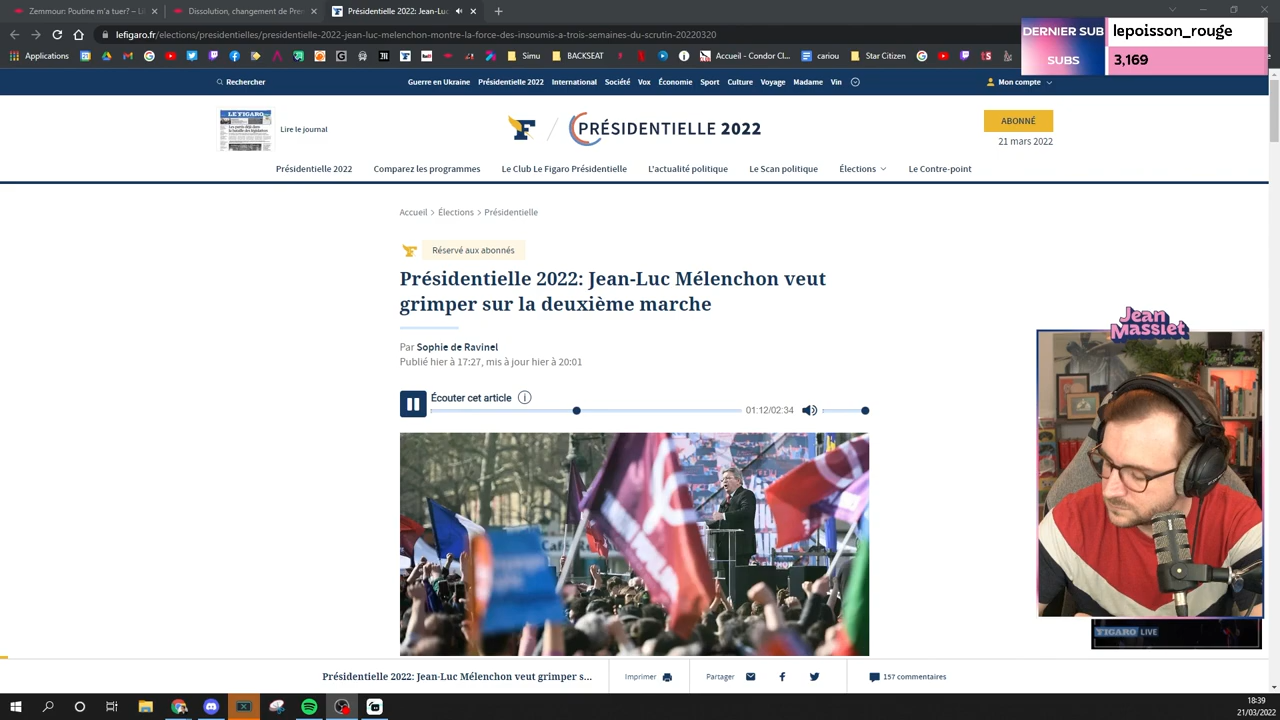 Zemmour: Poutine m'a tuer? – Li
Dissolution, changement de Pren
Présidentielle 2022: Jean-Luc M
lefigaro.fr/elections/presidentielles/presidentielle-2022-jean-luc-melenchon-montre-la-force-des-insoumis-a-trois-semaines-du-scrutin-20220320
Applications
BACKSEAT
Accueil - Condor Cl...
cariou
Star Citizen
DERNIER SUB
lepoisson_rouge
SUBS
3,169
Rechercher
Guerre en Ukraine Présidentielle 2022 International Société Vox Économie Sport Culture Voyage Madame Vin
Mon compte
LE FIGARO
Lire le journal
F
PRÉSIDENTIELLE 2022
ABONNÉ
21 mars 2022
Présidentielle 2022 Comparez les programmes Le Club Le Figaro Présidentielle L'actualité politique Le Scan politique Élections Le Contre-point
Accueil > Élections > Présidentielle
Réservé aux abonnés
Présidentielle 2022: Jean-Luc Mélenchon veut
grimper sur la deuxième marche
Par Sophie de Ravinel
Publié hier à 17:27, mis à jour hier à 20:01
Écouter cet article
01:12/02:34
Jean
Massiet
FIGARO LIVE
Présidentielle 2022: Jean-Luc Mélenchon veut grimper s...
Imprimer
Partager
157 commentaires
18:39
21/03/2022